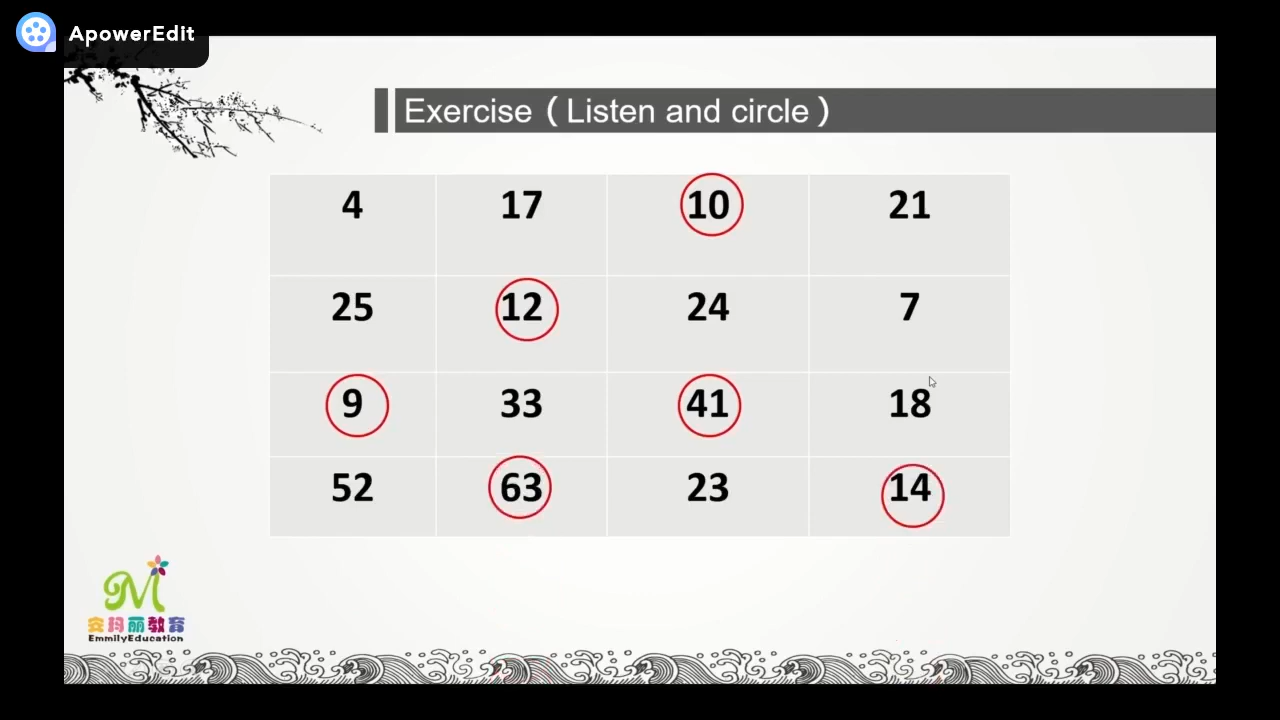 ApowerEdit
Exercise（Listen and circle）
4 17 10 21
25 12 24 7
9 33 41 18
52 63 23 14
安玛丽教育
EmmilyEducation